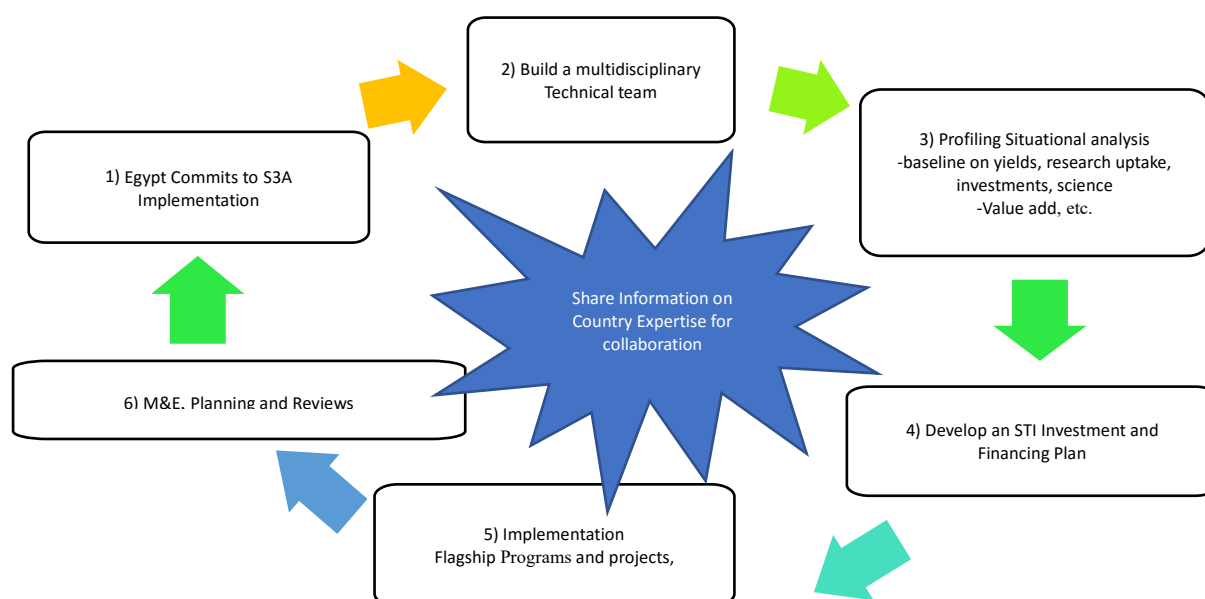 1) Egypt Commits to S3A
Implementation
2) Build a multidisciplinary
Technical team
3) Profiling Situational analysis
-baseline on yields, research uptake,
investments, science
-Value add, etc.
4) Develop an STI Investment and
Financing Plan
5) Implementation
Flagship Programs and projects,
6) M&E, Planning and Reviews
Share Information on
Country Expertise for
collaboration